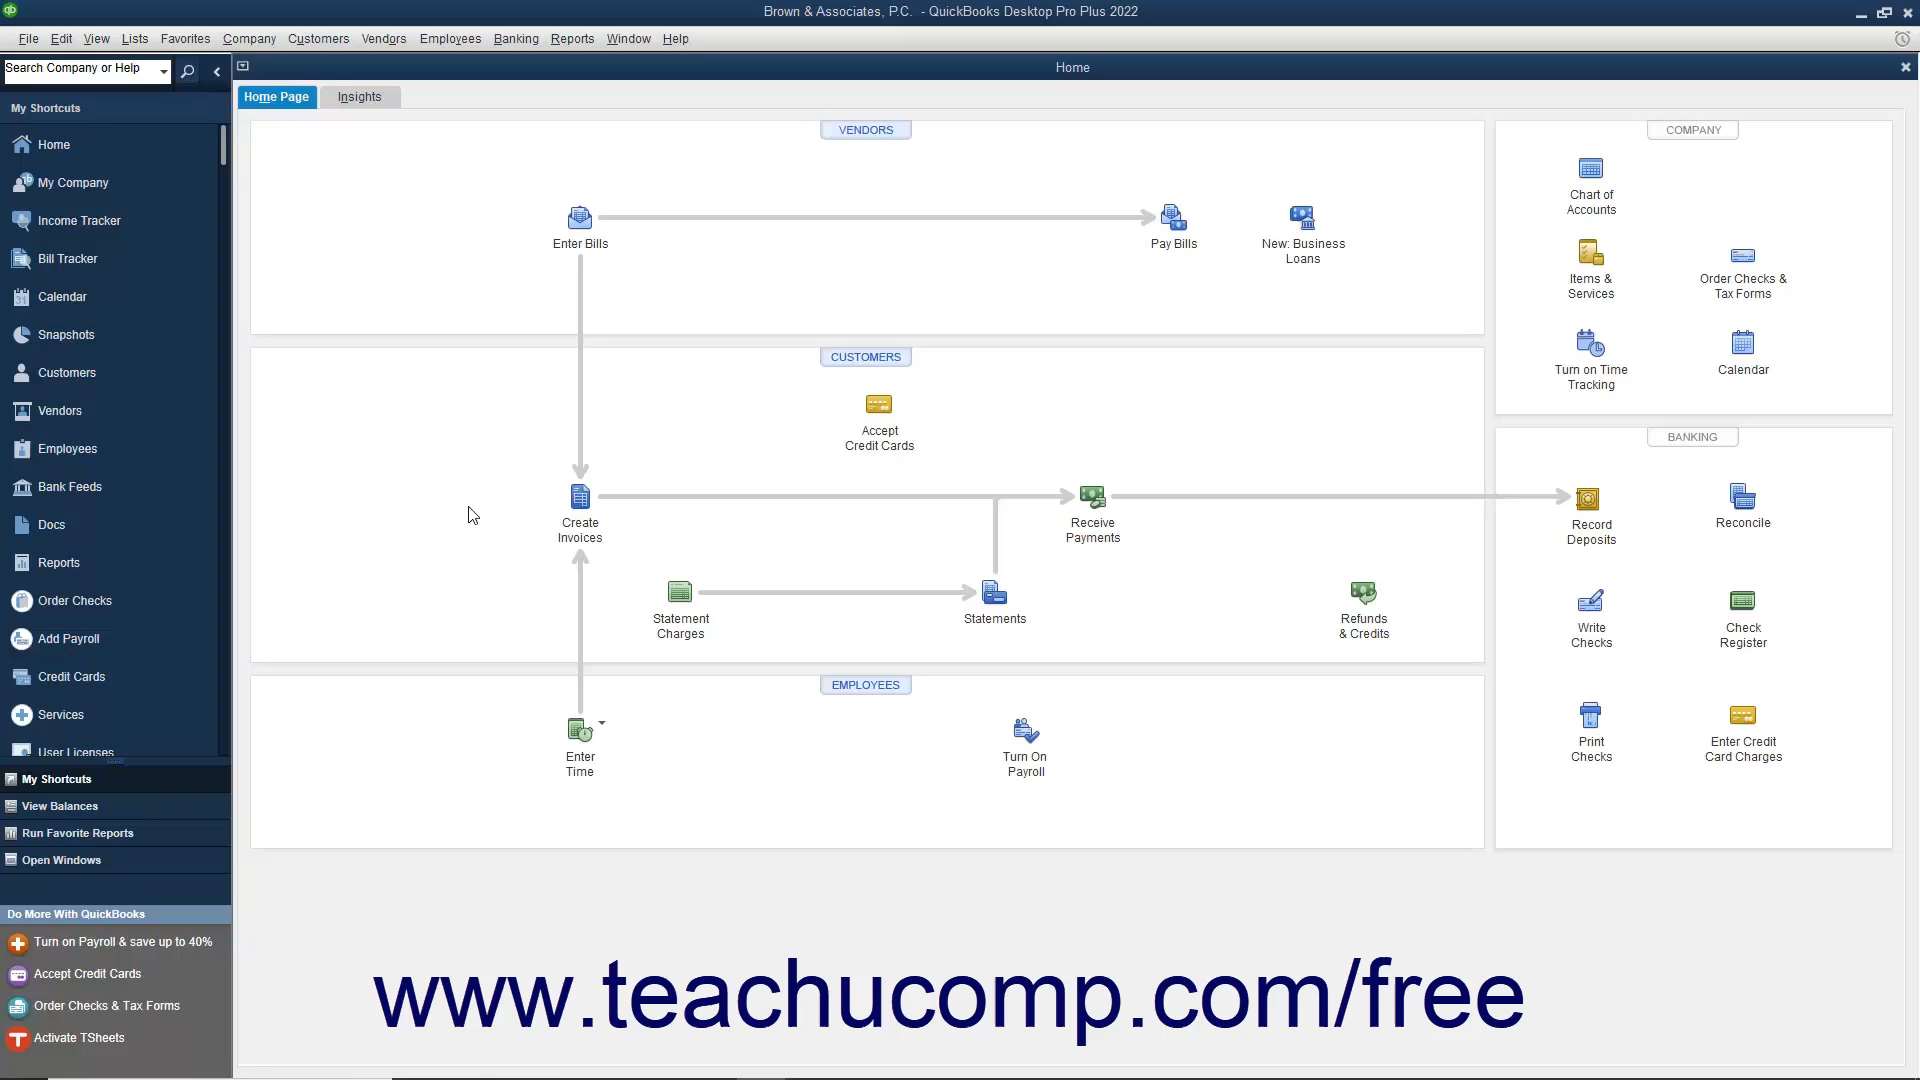 Brown & Associates, P.C. - QuickBooks Desktop Pro Plus 2022
File Edit View Lists Favorites Company Customers Vendors Employees Banking Reports Window Help
Search Company or Help
Home
Home Page
Insights
My Shortcuts
Home
My Company
Income Tracker
Bill Tracker
Calendar
Snapshots
Customers
Vendors
Employees
Bank Feeds
Docs
Reports
Order Checks
Add Payroll
Credit Cards
Services
User Licenses
My Shortcuts
View Balances
Run Favorite Reports
Open Windows
Do More With QuickBooks
Turn on Payroll & save up to 40%
Accept Credit Cards
Order Checks & Tax Forms
Activate TSheets
VENDORS
Enter Bills
Pay Bills
New: Business
Loans
CUSTOMERS
Accept
Credit Cards
Create
Invoices
Receive
Payments
Statement
Charges
Statements
Refunds
& Credits
EMPLOYEES
Enter
Time
Turn On
Payroll
COMPANY
Chart of
Accounts
Items &
Services
Order Checks &
Tax Forms
Turn on Time
Tracking
Calendar
BANKING
Record
Deposits
Reconcile
Write
Checks
Check
Register
Print
Checks
Enter Credit
Card Charges
www.teachucomp.com/free